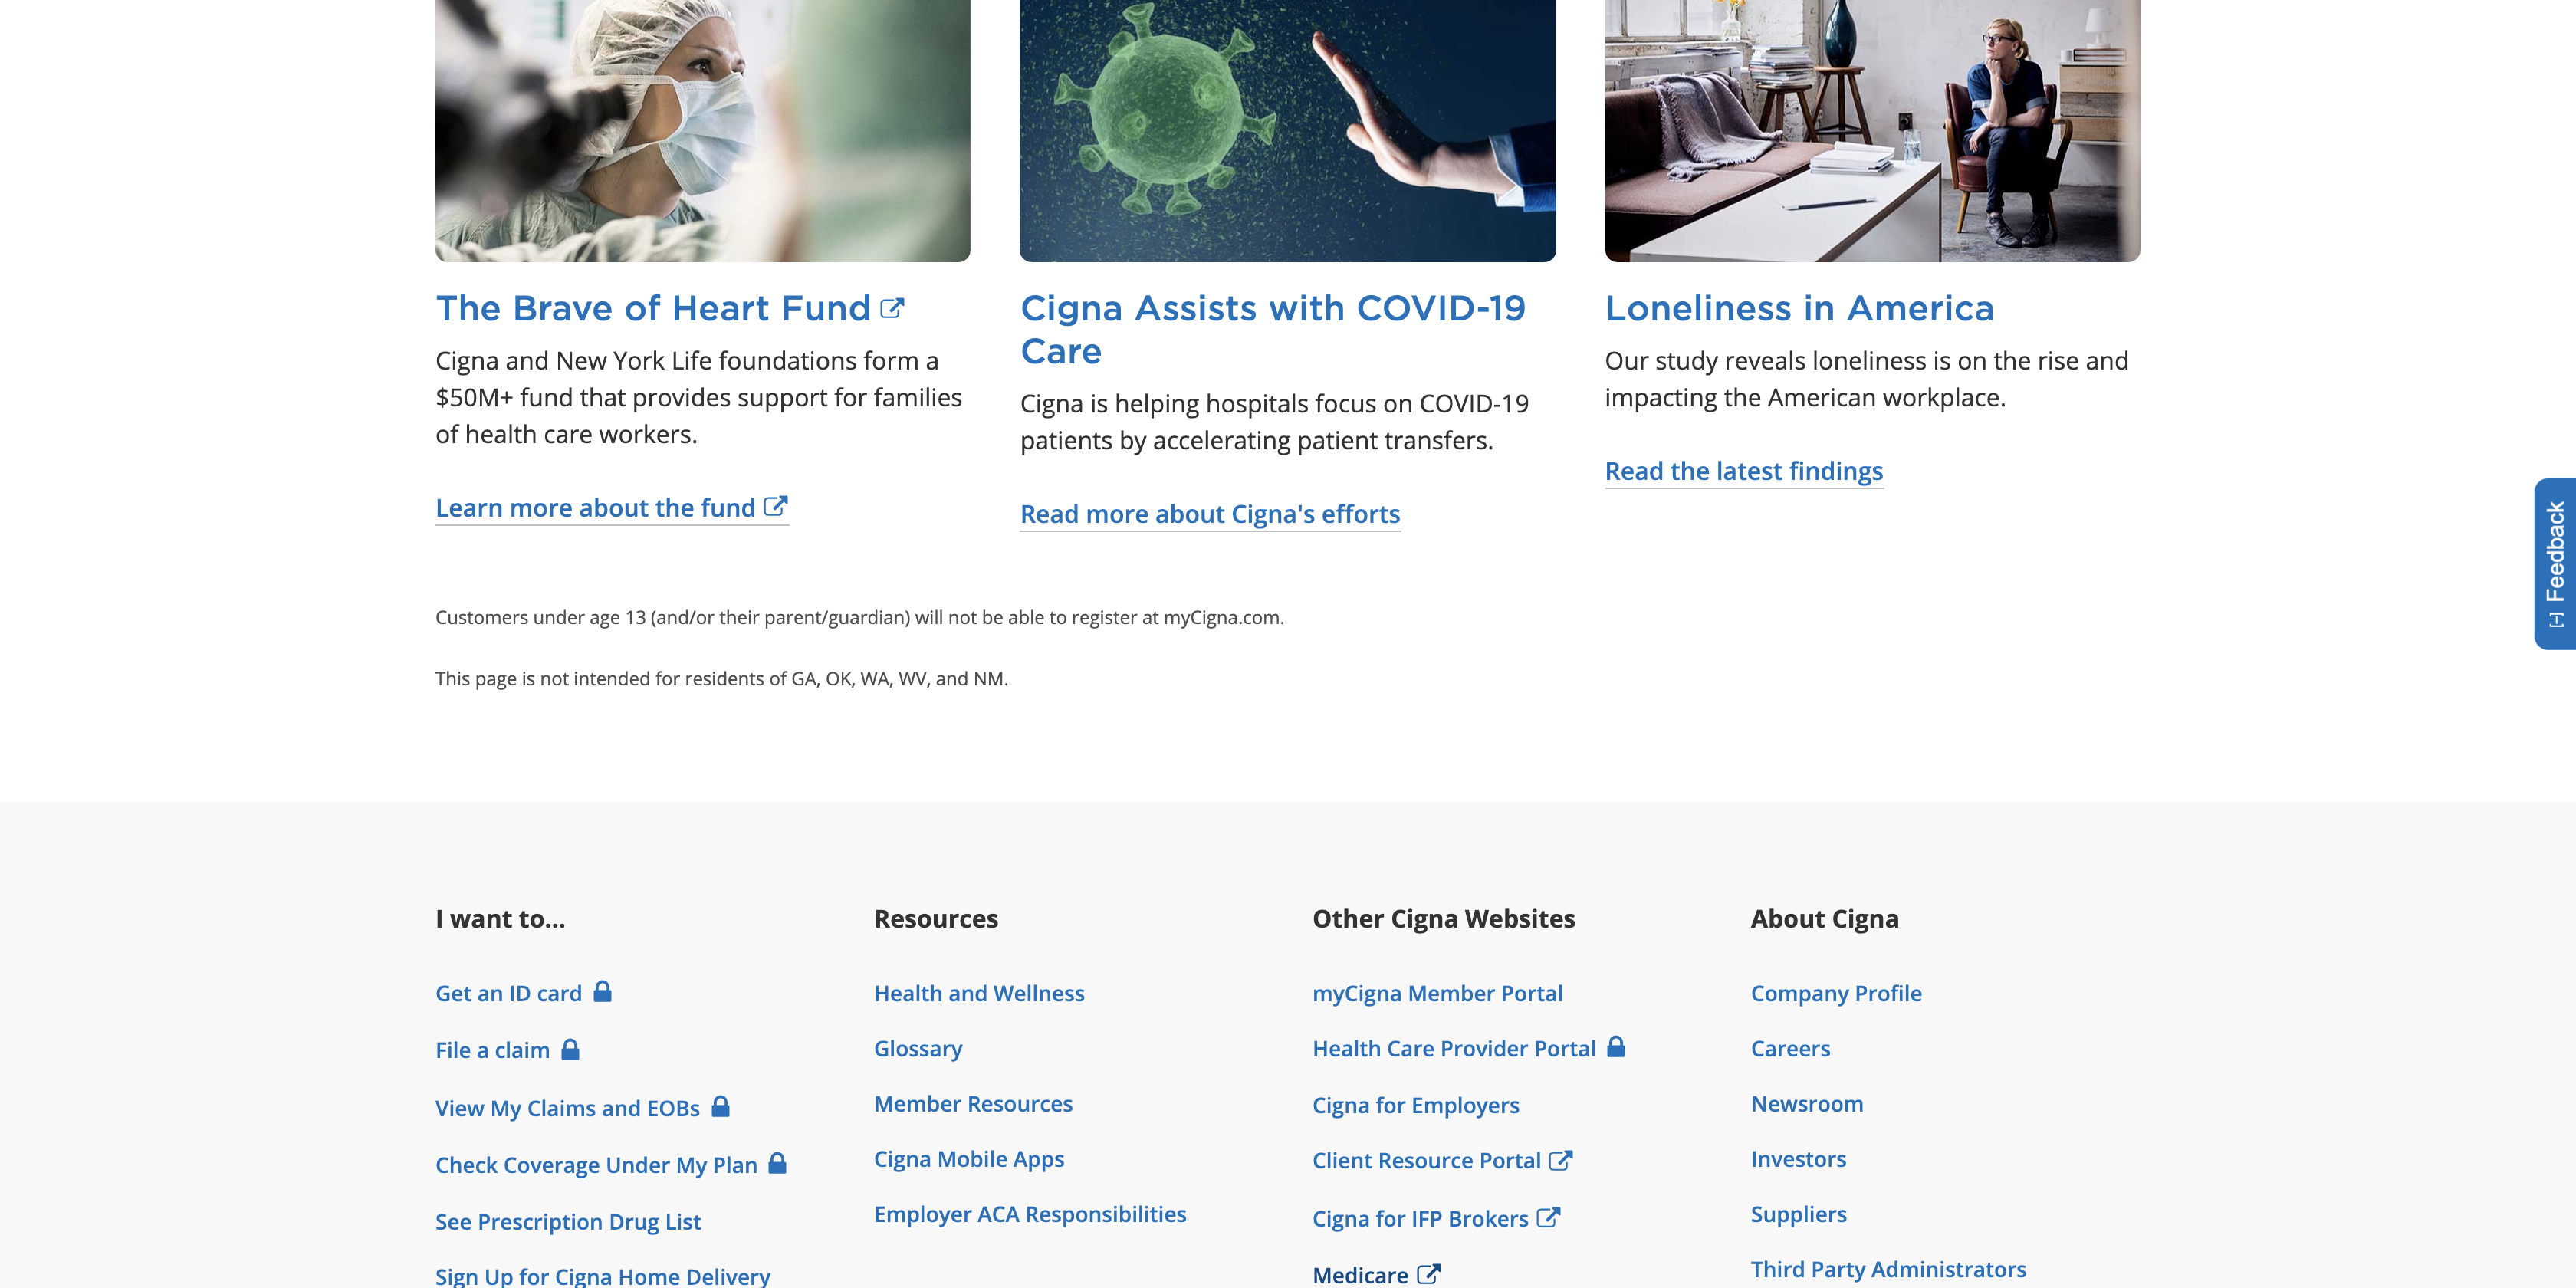 The Brave of Heart Fund
Cigna and New York Life foundations form a
$50M+ fund that provides support for families
of health care workers.
Learn more about the fund
Cigna Assists with COVID-19
Care
Cigna is helping hospitals focus on COVID-19
patients by accelerating patient transfers.
Read more about Cigna's efforts
Loneliness in America
Our study reveals loneliness is on the rise and
impacting the American workplace.
Read the latest findings
[-] Feedback
Customers under age 13 (and/or their parent/guardian) will not be able to register at myCigna.com.
This page is not intended for residents of GA, OK, WA, WV, and NM.
I want to...
Get an ID card
File a claim
View My Claims and EOBs
Check Coverage Under My Plan
See Prescription Drug List
Sign Up for Cigna Home Delivery
Resources
Health and Wellness
Glossary
Member Resources
Cigna Mobile Apps
Employer ACA Responsibilities
Other Cigna Websites
myCigna Member Portal
Health Care Provider Portal
Cigna for Employers
Client Resource Portal
Cigna for IFP Brokers
Medicare
About Cigna
Company Profile
Careers
Newsroom
Investors
Suppliers
Third Party Administrators